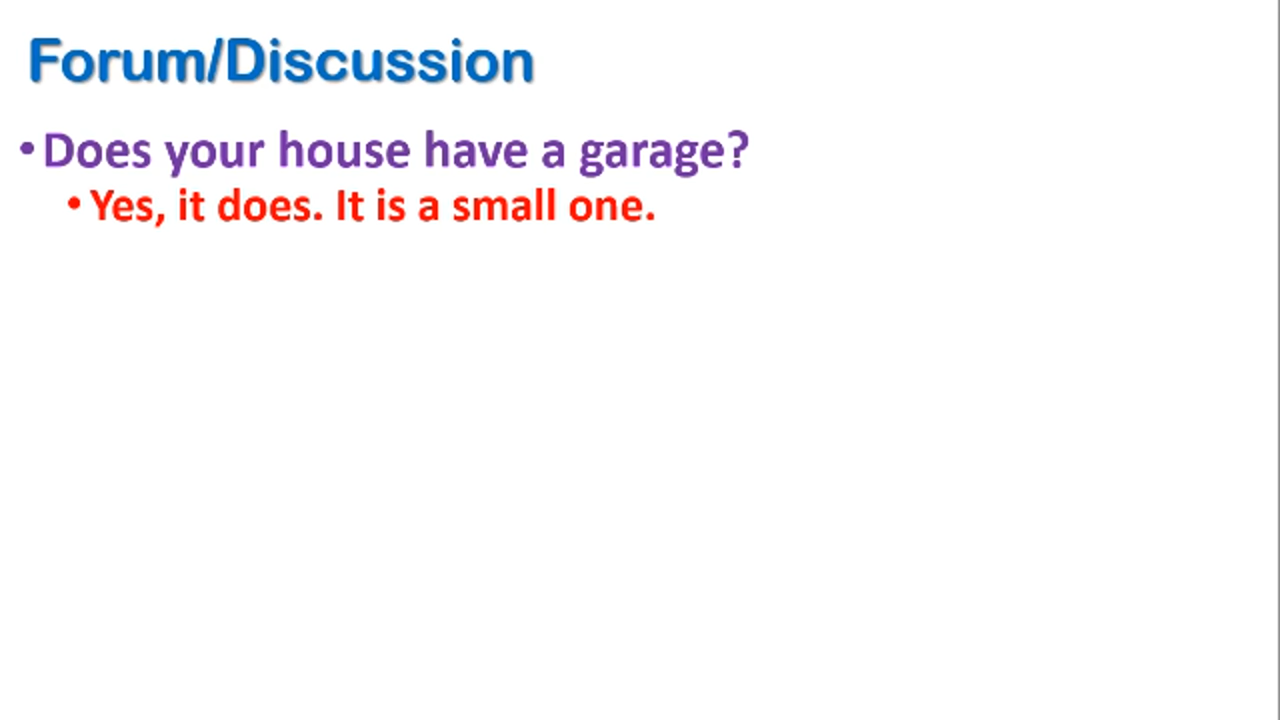 Forum/Discussion
• Does your house have a garage?
• Yes, it does. It is a small one.